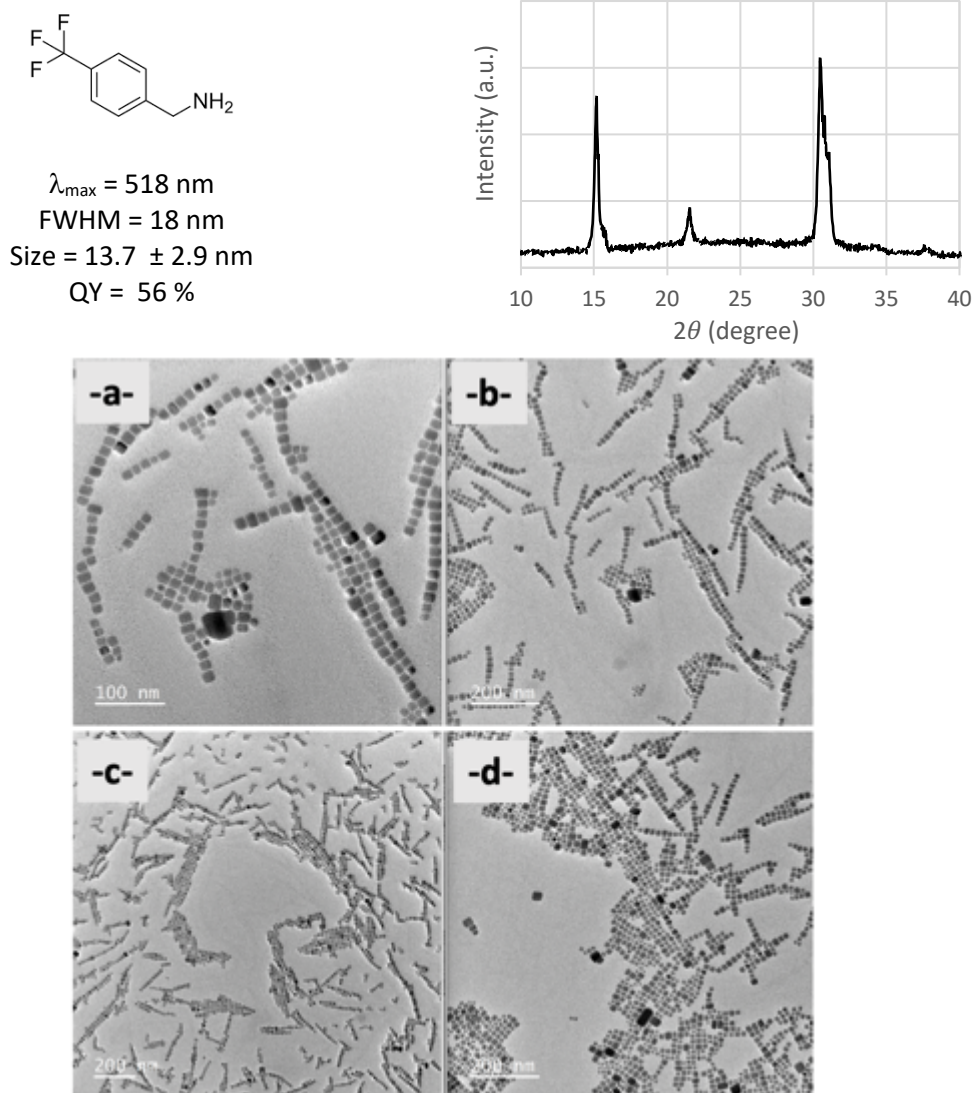 F
F
F
NH₂
λmax = 518 nm
FWHM = 18 nm
Size = 13.7 ± 2.9 nm
QY = 56 %
Intensity (a.u.)
10 15 20 25 30 35 40
2θ (degree)
-a-
100 nm
-b-
200 nm
-c-
200 nm
-d-
200 nm